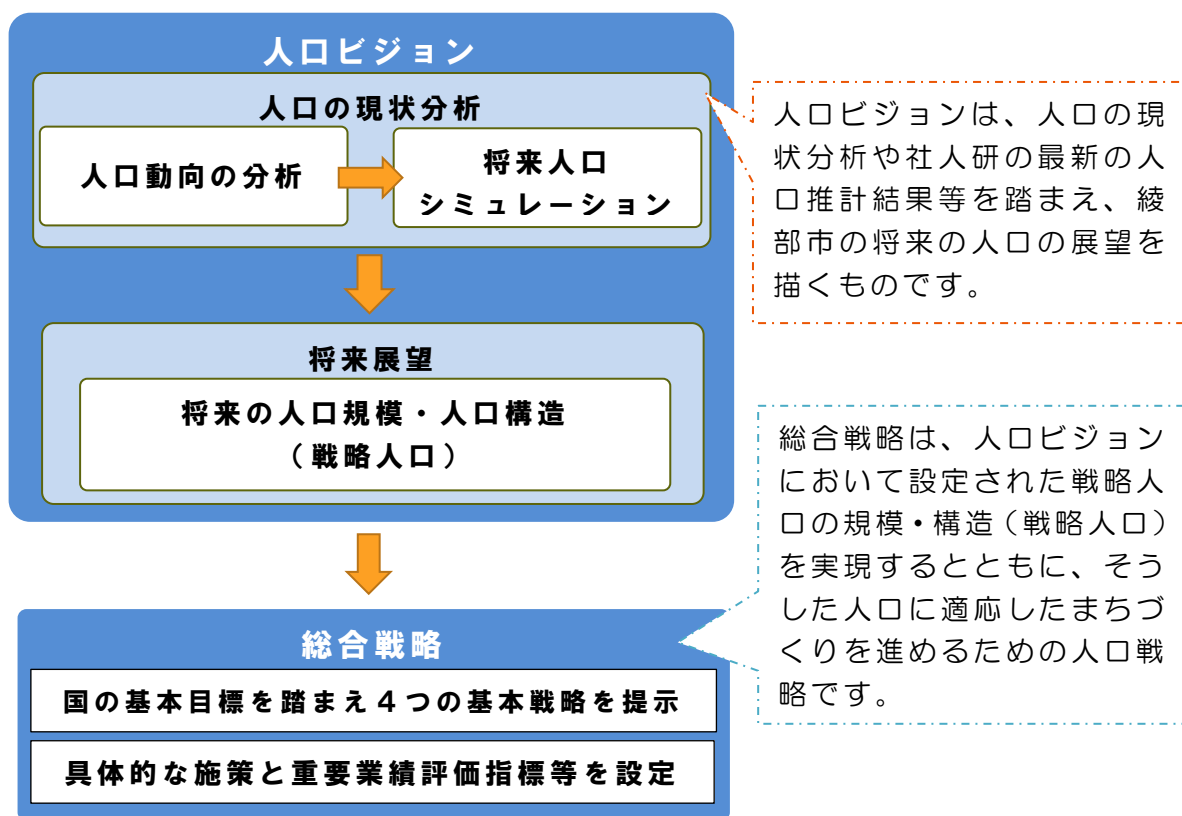 人口ビジョン
人口の現状分析
人口動向の分析
将来人口
シミュレーション
将来展望
将来の人口規模・人口構造
（戦略人口）
人口ビジョンは、人口の現
状分析や社人研の最新の人
口推計結果等を踏まえ、綾
部市の将来の人口の展望を
描くものです。
総合戦略
国の基本目標を踏まえ４つの基本戦略を提示
具体的な施策と重要業績評価指標等を設定
総合戦略は、人口ビジョン
において設定された戦略人
口の規模・構造（戦略人口）
を実現するとともに、そう
した人口に適応したまちづ
くりを進めるための人口戦
略です。